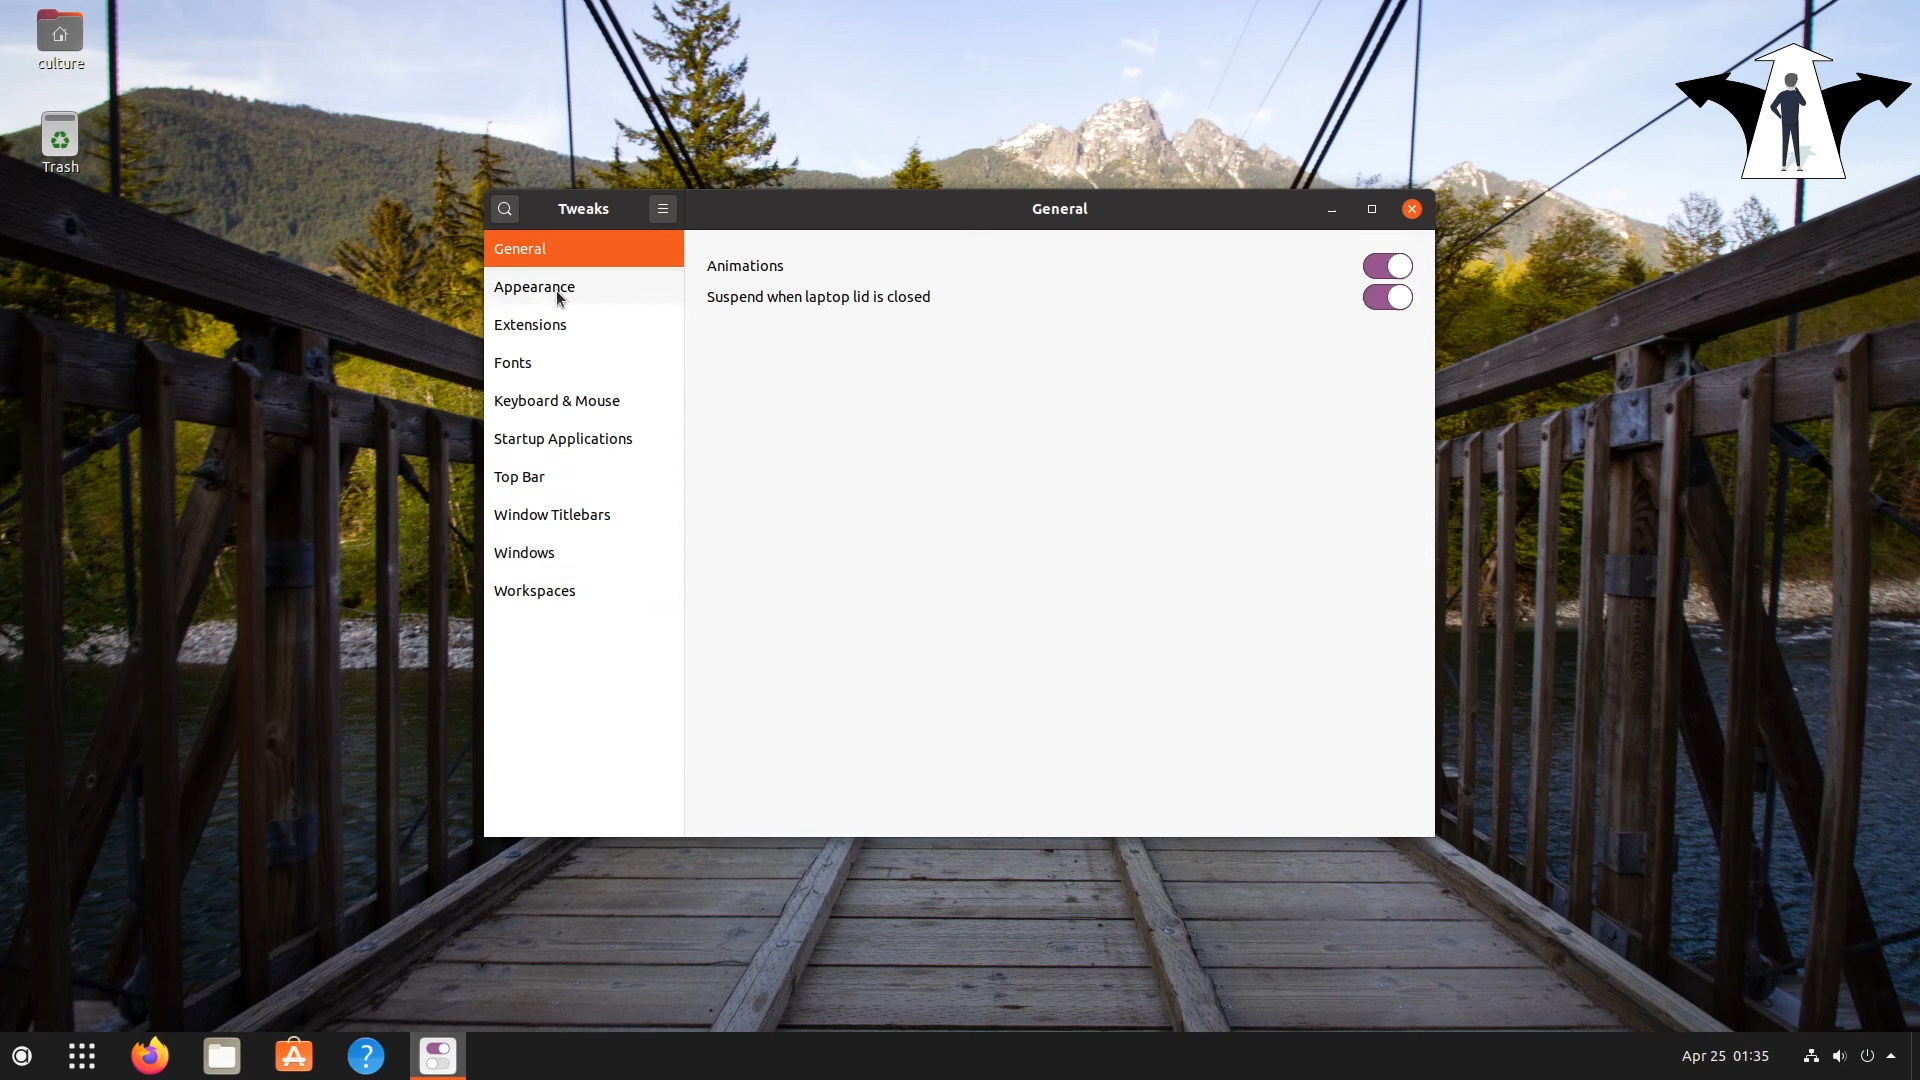 culture
Trash
Tweaks
General
General
Appearance
Extensions
Fonts
Keyboard & Mouse
Startup Applications
Top Bar
Window Titlebars
Windows
Workspaces
Animations
Suspend when laptop lid is closed
Apr 25 01:35